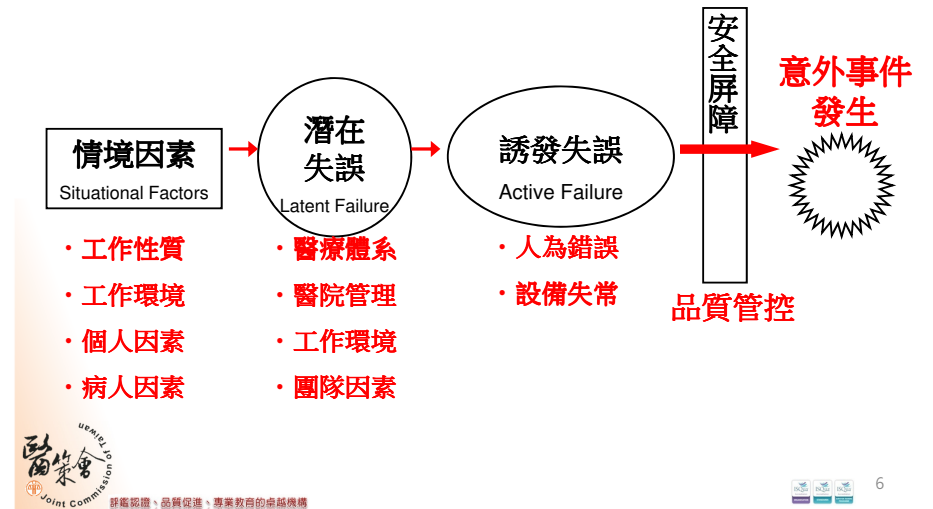 安全屏障
意外事件
發生
情境因素
Situational Factors
潛在
失誤
Latent Failure
誘發失誤
Active Failure
・工作性質
・工作環境
・個人因素
・病人因素
・醫療體系
・醫院管理
・工作環境
・團隊因素
・人為錯誤
・設備失常
品質管控
醫策會
Joint Commission of Taiwan
評鑑認證、品質促進、專業教育的卓越機構
6